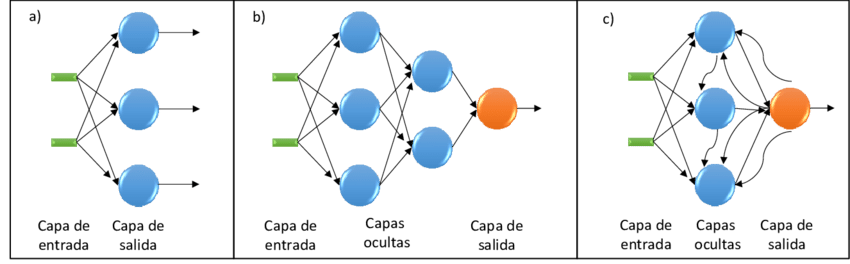 a)
Capa de
entrada
Capa de
salida
b)
Capa de
entrada
Capas
ocultas
Capa de
salida
c)
Capa de
entrada
Capas
ocultas
Capa de
salida